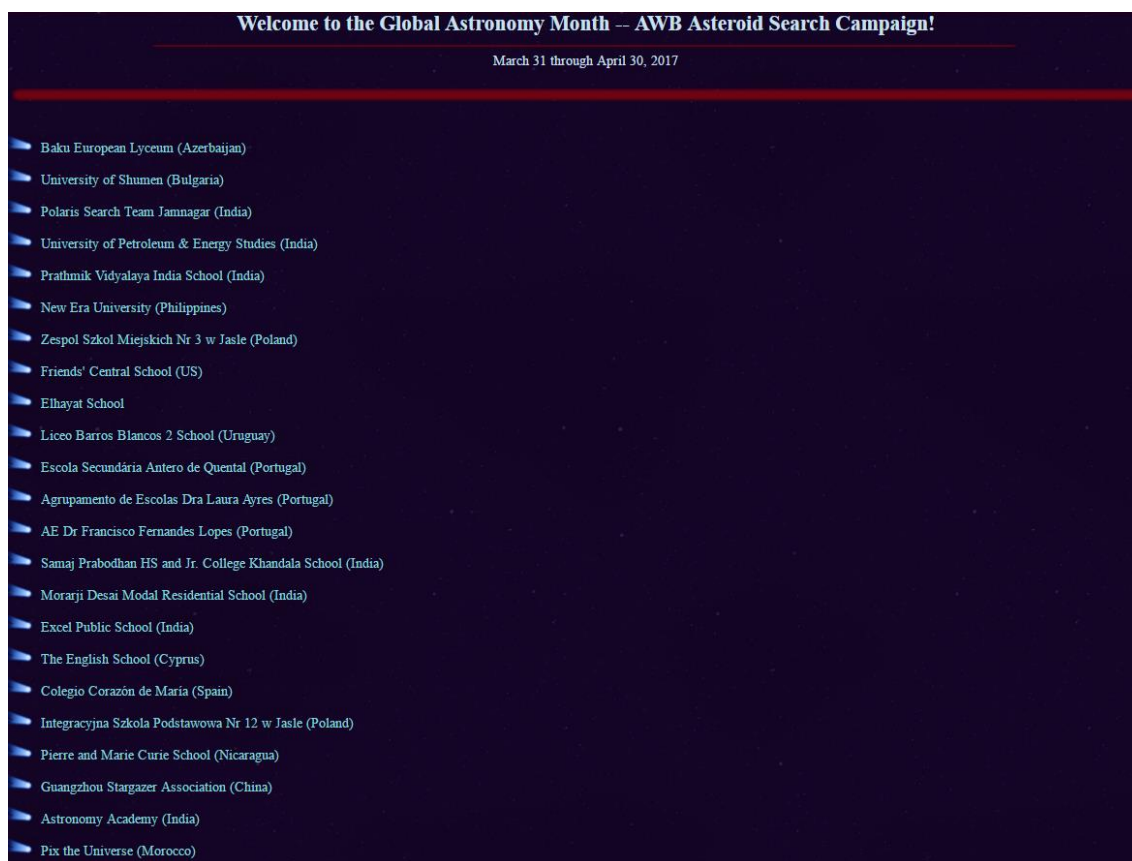 Welcome to the Global Astronomy Month -- AWB Asteroid Search Campaign!
March 31 through April 30, 2017
Baku European Lyceum (Azerbaijan)
University of Shumen (Bulgaria)
Polaris Search Team Jamnagar (India)
University of Petroleum & Energy Studies (India)
Prathmik Vidyalaya India School (India)
New Era University (Philippines)
Zespol Szkol Miejskich Nr 3 w Jasle (Poland)
Friends' Central School (US)
Elhayat School
Liceo Barros Blancos 2 School (Uruguay)
Escola Secundária Antero de Quental (Portugal)
Agrupamento de Escolas Dra Laura Ayres (Portugal)
AE Dr Francisco Fernandes Lopes (Portugal)
Samaj Prabodhan HS and Jr. College Khandala School (India)
Morarji Desai Modal Residential School (India)
Excel Public School (India)
The English School (Cyprus)
Colegio Corazón de María (Spain)
Integracyjna Szkola Podstawowa Nr 12 w Jasle (Poland)
Pierre and Marie Curie School (Nicaragua)
Guangzhou Stargazer Association (China)
Astronomy Academy (India)
Pix the Universe (Morocco)